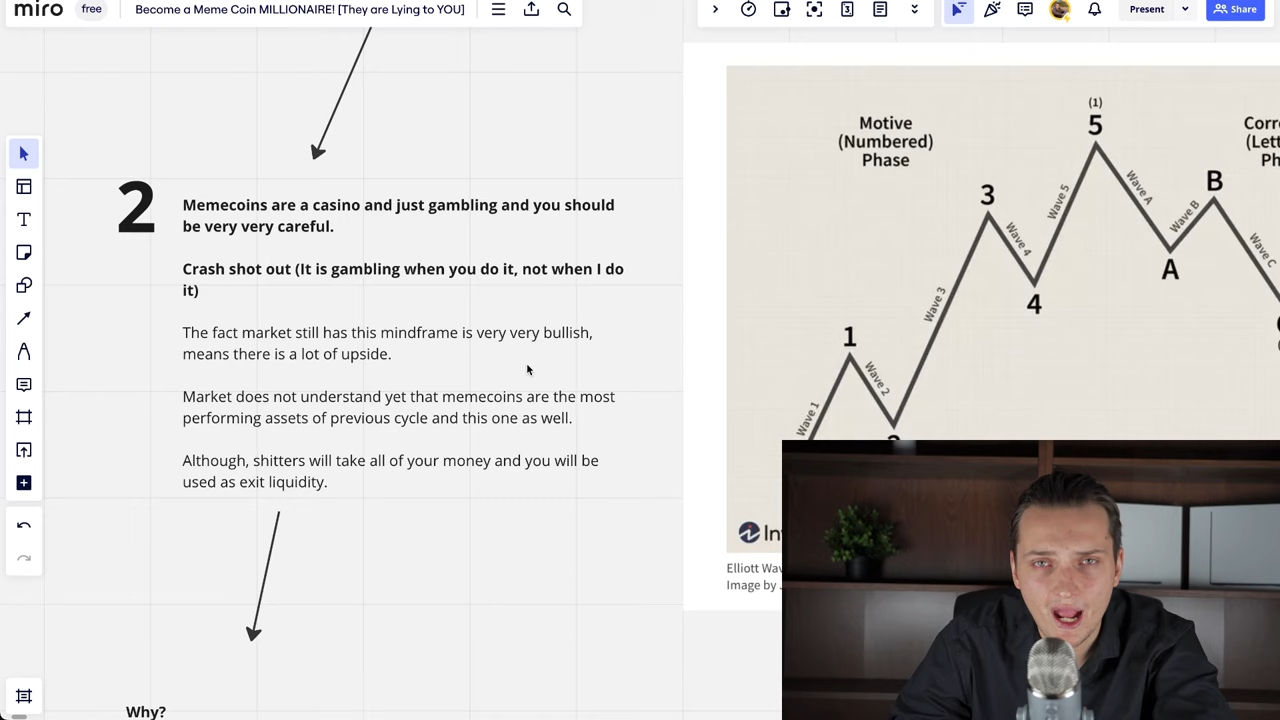 miro
free
Become a Meme Coin MILLIONAIRE! [They are Lying to YOU]
Present
Share
2
Memecoins are a casino and just gambling and you should
be very very careful.
Crash shot out (It is gambling when you do it, not when I do
it)
The fact market still has this mindframe is very very bullish,
means there is a lot of upside.
Market does not understand yet that memecoins are the most
performing assets of previous cycle and this one as well.
Although, shitters will take all of your money and you will be
used as exit liquidity.
Why?
Motive
(Numbered)
Phase
(1)
5
3
1
4
A
B
Wave 1
Wave 2
Wave 3
Wave 4
Wave 5
Wave A
Wave B
Wave C
Image by